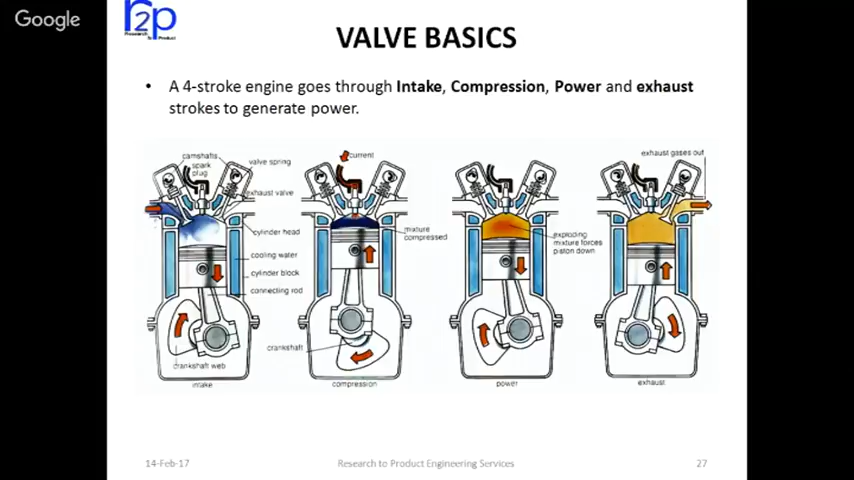 Google
r2p
Research
to Product
VALVE BASICS
• A 4-stroke engine goes through Intake, Compression, Power and exhaust
strokes to generate power.
camshafts
spark
plug
valve spring
exhaust valve
cylinder head
cooling water
cylinder block
connecting rod
crankshaft web
intake
current
mixture
compressed
crankshaft
compression
exploding
mixture forces
piston down
power
exhaust gases out
exhaust
14-Feb-17
Research to Product Engineering Services
27